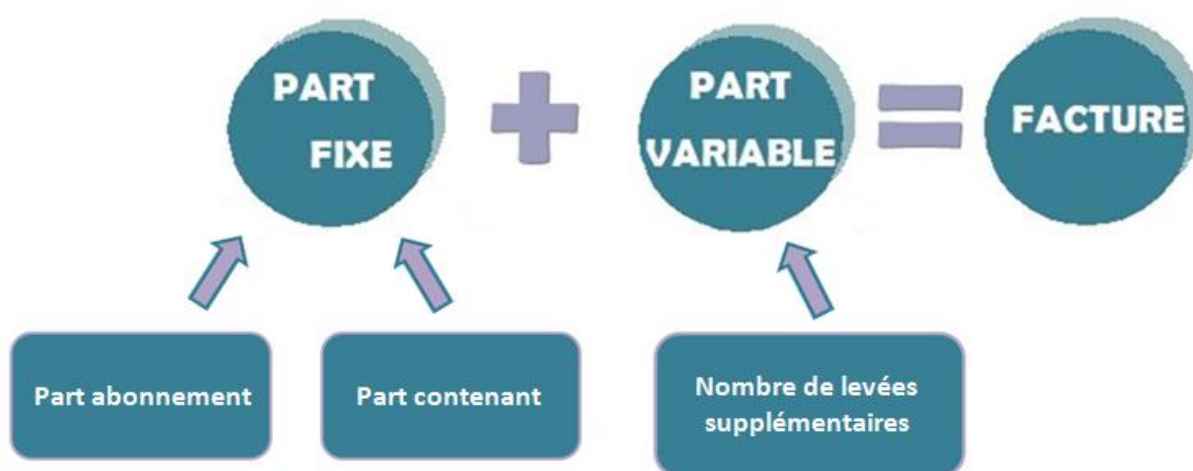 PART
FIXE
+
PART
VARIABLE
=
FACTURE
Part abonnement
Part contenant
Nombre de levées
supplémentaires